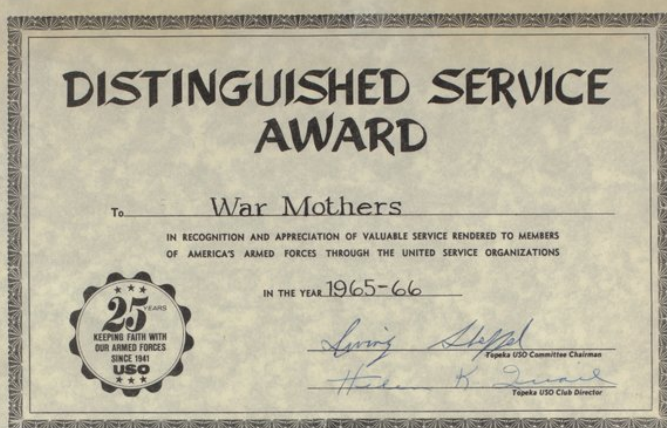 DISTINGUISHED SERVICE
AWARD
To War Mothers
IN RECOGNITION AND APPRECIATION OF VALUABLE SERVICE RENDERED TO MEMBERS
OF AMERICA'S ARMED FORCES THROUGH THE UNITED SERVICE ORGANIZATIONS
IN THE YEAR 1965-66
25 YEARS
KEEPING FAITH WITH
OUR ARMED FORCES
SINCE 1941
USO
Irving
Topeka USO Committee Chairman
Helen K
Topeka USO Club Director